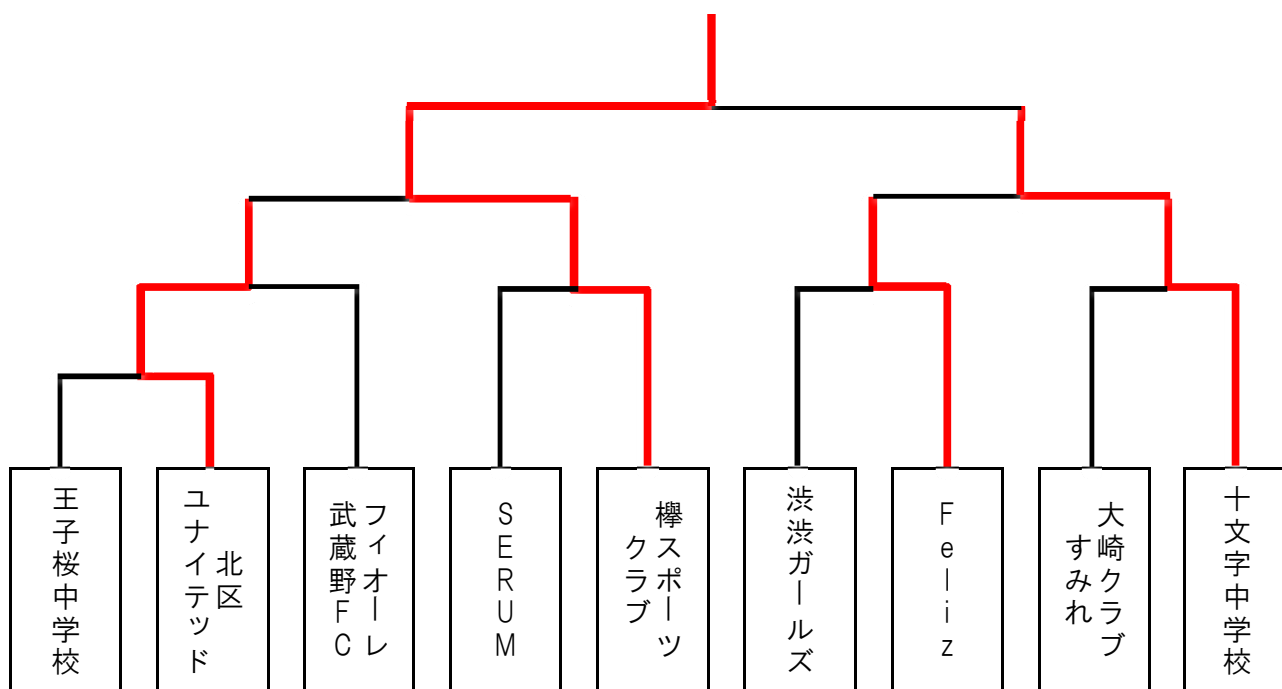 王子桜中学校
北区
ユナイテッド
フィオーレ
武蔵野FC
SERUM
欅スポーツ
クラブ
渋渋ガールズ
Feliz
大崎クラブ
すみれ
十文字中学校